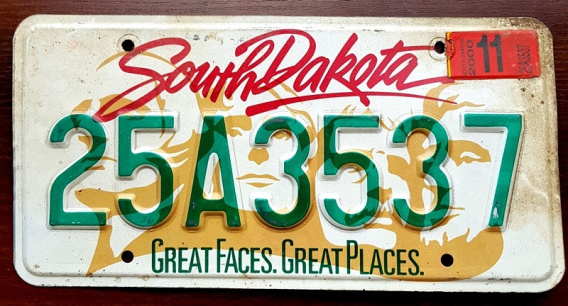 South Dakota
2000
11
25A3537
GREAT FACES. GREAT PLACES.